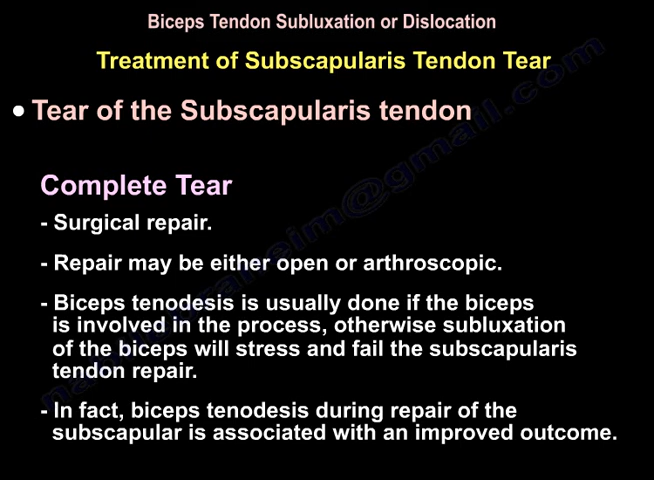 Biceps Tendon Subluxation or Dislocation
Treatment of Subscapularis Tendon Tear
• Tear of the Subscapularis tendon
Complete Tear
- Surgical repair.
- Repair may be either open or arthroscopic.
- Biceps tenodesis is usually done if the biceps
is involved in the process, otherwise subluxation
of the biceps will stress and fail the subscapularis
tendon repair.
- In fact, biceps tenodesis during repair of the
subscapular is associated with an improved outcome.